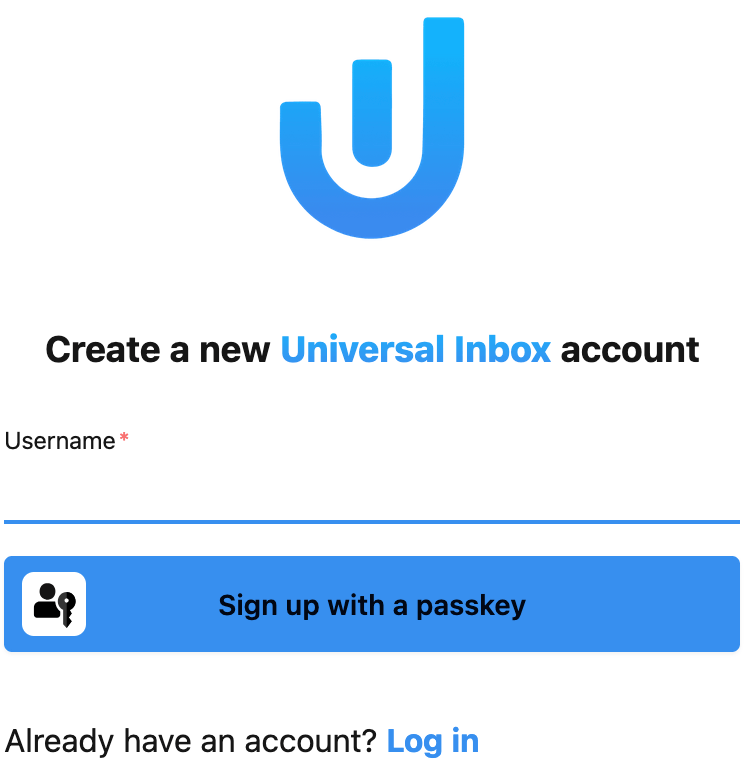 Create a new Universal Inbox account
Username*
Sign up with a passkey
Already have an account? Log in